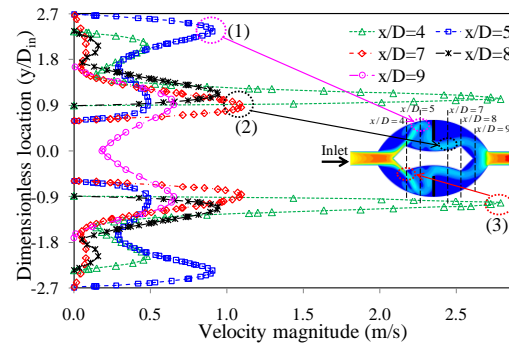 2.7
1.8
0.9
0.0
-0.9
-1.8
-2.7
Dimensionless location (y/D_in)
0.0 0.5 1.0 1.5 2.0 2.5
Velocity magnitude (m/s)
x/D=4 x/D=5
x/D=7 x/D=8
x/D=9
(1)
(2)
(3)
Inlet
x/D=5
x/D=4
x/D=7
x/D=8
x/D=9